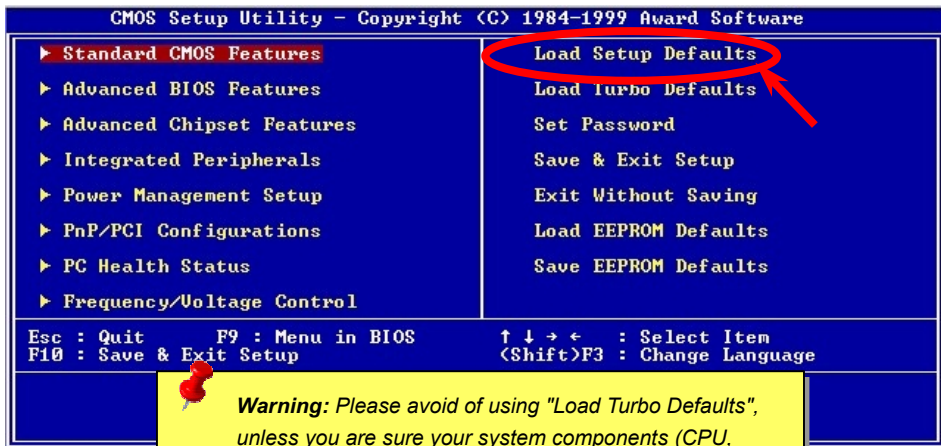 CMOS Setup Utility - Copyright (C) 1984-1999 Award Software
▶ Standard CMOS Features
▶ Advanced BIOS Features
▶ Advanced Chipset Features
▶ Integrated Peripherals
▶ Power Management Setup
▶ PnP/PCI Configurations
▶ PC Health Status
▶ Frequency/Voltage Control
Load Setup Defaults
Load Turbo Defaults
Set Password
Save & Exit Setup
Exit Without Saving
Load EEPROM Defaults
Save EEPROM Defaults
Esc : Quit F9 : Menu in BIOS ↑ ↓ → ← : Select Item
F10 : Save & Exit Setup (Shift)F3 : Change Language
Warning: Please avoid of using "Load Turbo Defaults",
unless you are sure your system components (CPU,